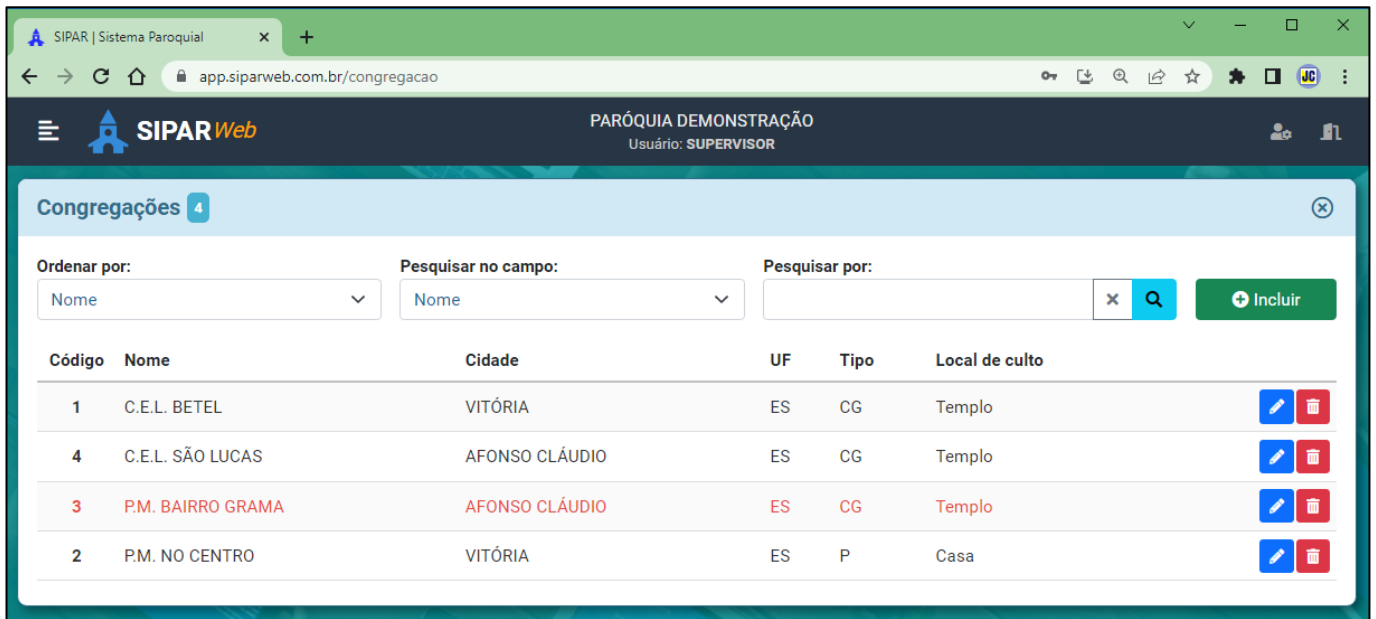 SIPAR | Sistema Paroquial
app.siparweb.com.br/congregacao
JC
SIPAR Web
PARÓQUIA DEMONSTRAÇÃO
Usuário: SUPERVISOR
Congregações 4
Ordenar por: Pesquisar no campo: Pesquisar por:
Nome Nome Incluir
Código Nome Cidade UF Tipo Local de culto
1 C.E.L. BETEL VITÓRIA ES CG Templo
4 C.E.L. SÃO LUCAS AFONSO CLÁUDIO ES CG Templo
3 P.M. BAIRRO GRAMA AFONSO CLÁUDIO ES CG Templo
2 P.M. NO CENTRO VITÓRIA ES P Casa